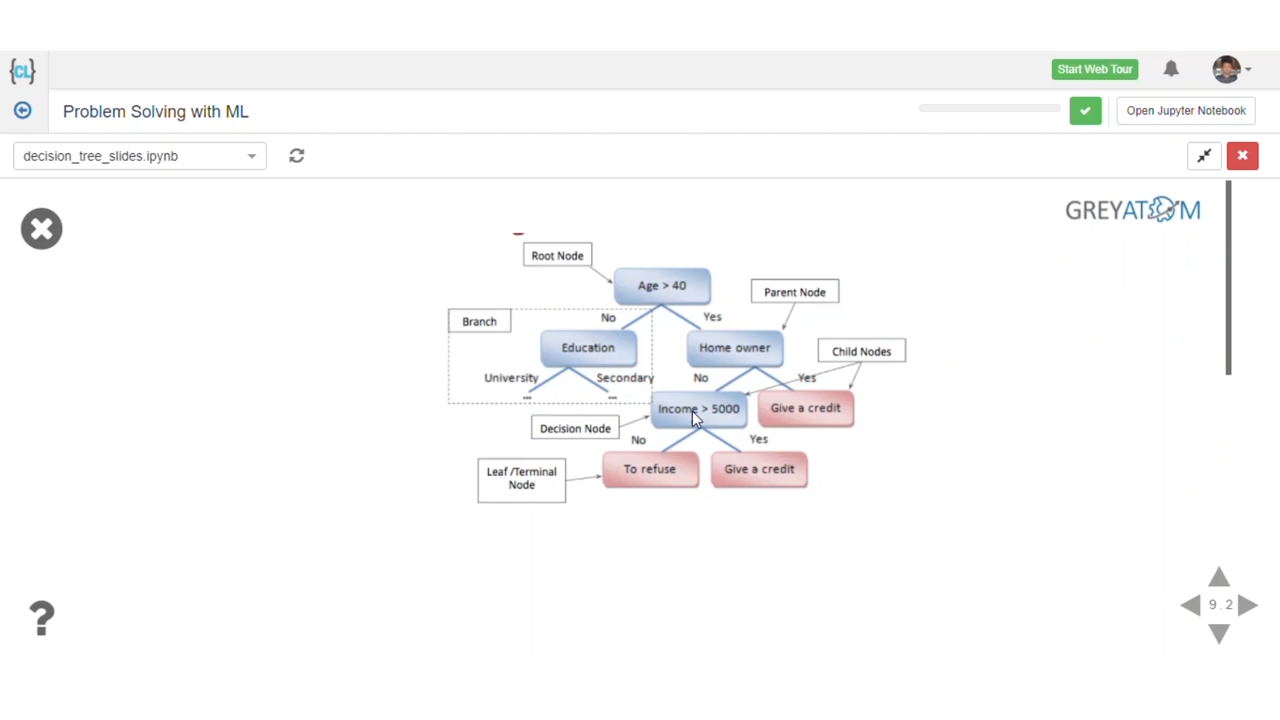 {CL}
Start Web Tour
Problem Solving with ML
Open Jupyter Notebook
decision_tree_slides.ipynb
GREYATOM
Root Node
Age > 40
Parent Node
Branch
No
Yes
Education
Home owner
Child Nodes
University
Secondary
No
Yes
...
...
Income > 5000
Give a credit
Decision Node
No
Yes
Leaf /Terminal
Node
To refuse
Give a credit
9.2
?